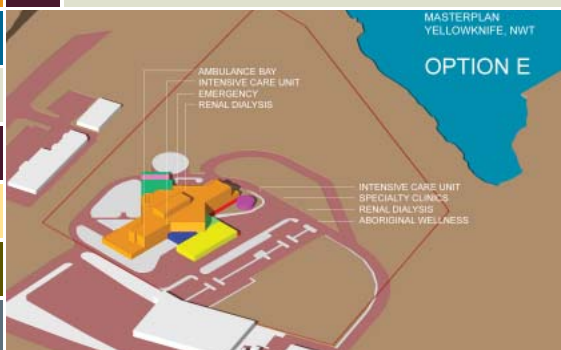 MASTERPLAN
YELLOWKNIFE, NWT
OPTION E
AMBULANCE BAY
INTENSIVE CARE UNIT
EMERGENCY
RENAL DIALYSIS
INTENSIVE CARE UNIT
SPECIALTY CLINICS
RENAL DIALYSIS
ABORIGINAL WELLNESS